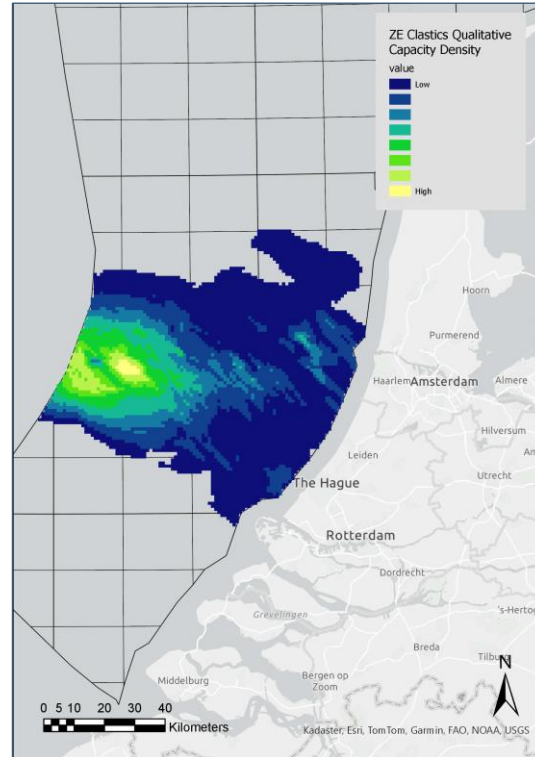 ZE Clastics Qualitative
Capacity Density
value
Low
High
Hoorn
Purmerend
Haarlem
Amsterdam
Almere
Hilversum
Am
Leiden
Utrecht
The Hague
Rotterdam
Dordrecht
's-Hertog
Grevelingen
Breda
Tilburg
Middelburg
Bergen op
Zoom
N
0 5 10 20 30 40
Kilometers
Kadaster, Esri, TomTom, Garmin, FAO, NOAA, USGS